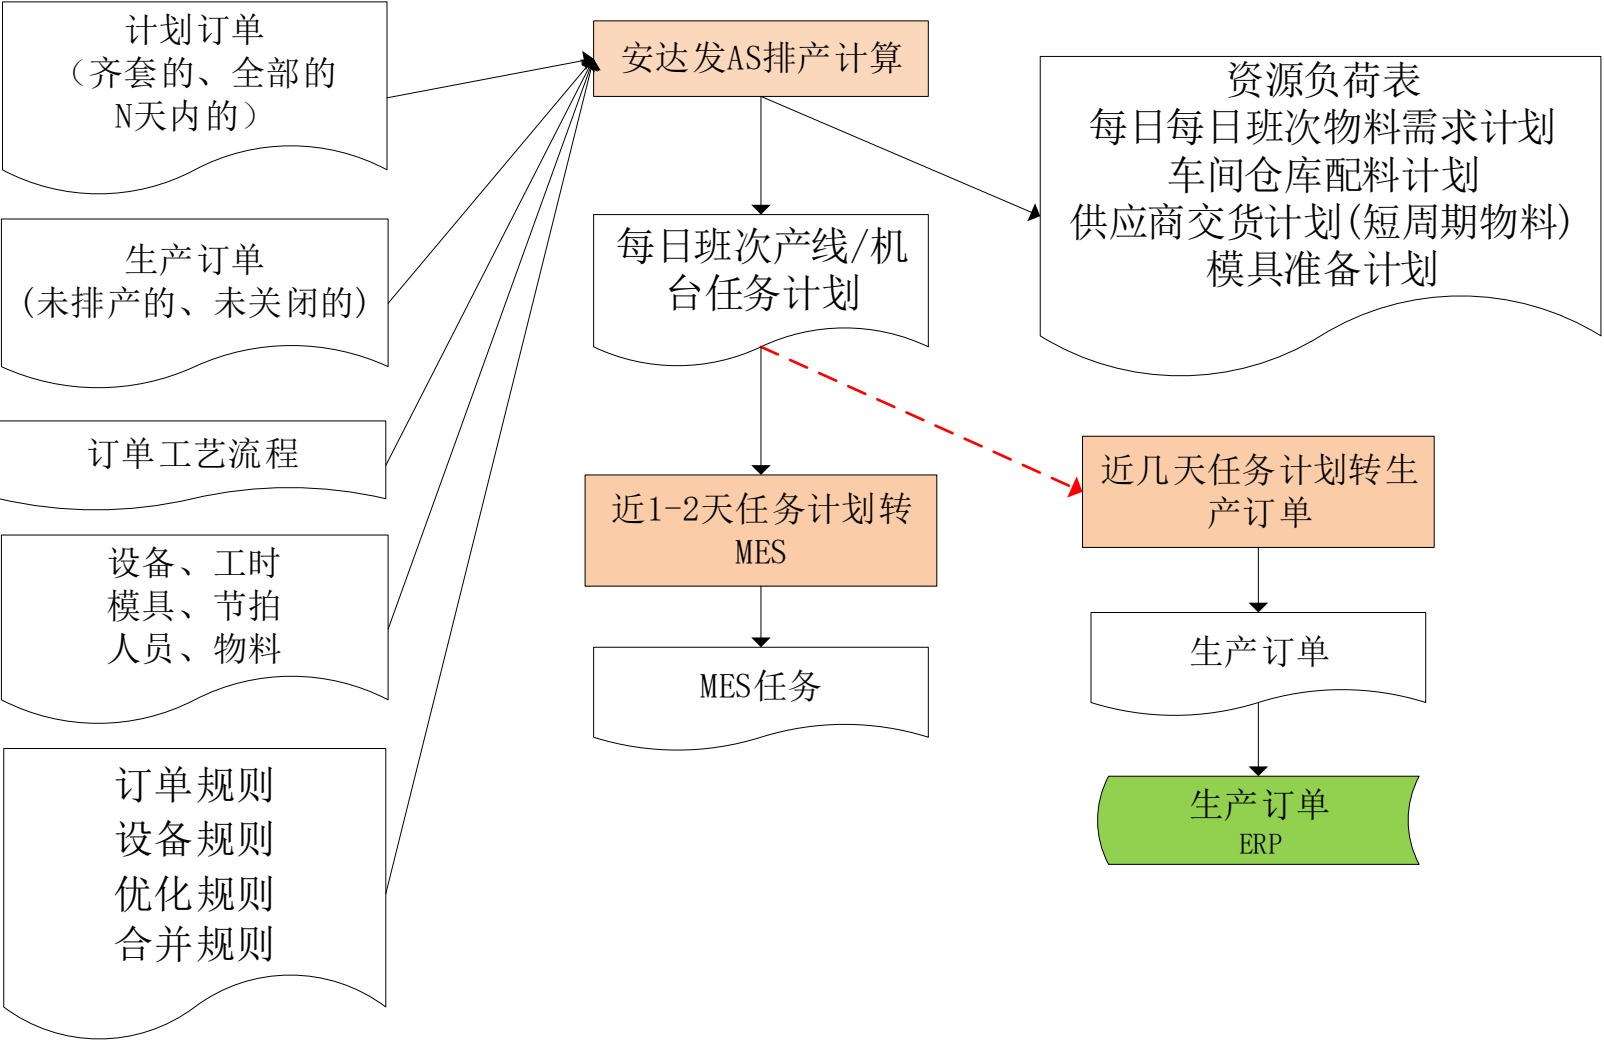 计划订单
（齐套的、全部的
N天内的）
生产订单
(未排产的、未关闭的)
订单工艺流程
设备、工时
模具、节拍
人员、物料
订单规则
设备规则
优化规则
合并规则
安达发AS排产计算
每日班次产线/机
台任务计划
近1-2天任务计划转
MES
MES任务
资源负荷表
每日每日班次物料需求计划
车间仓库配料计划
供应商交货计划(短周期物料)
模具准备计划
近几天任务计划转生
产订单
生产订单
生产订单
ERP